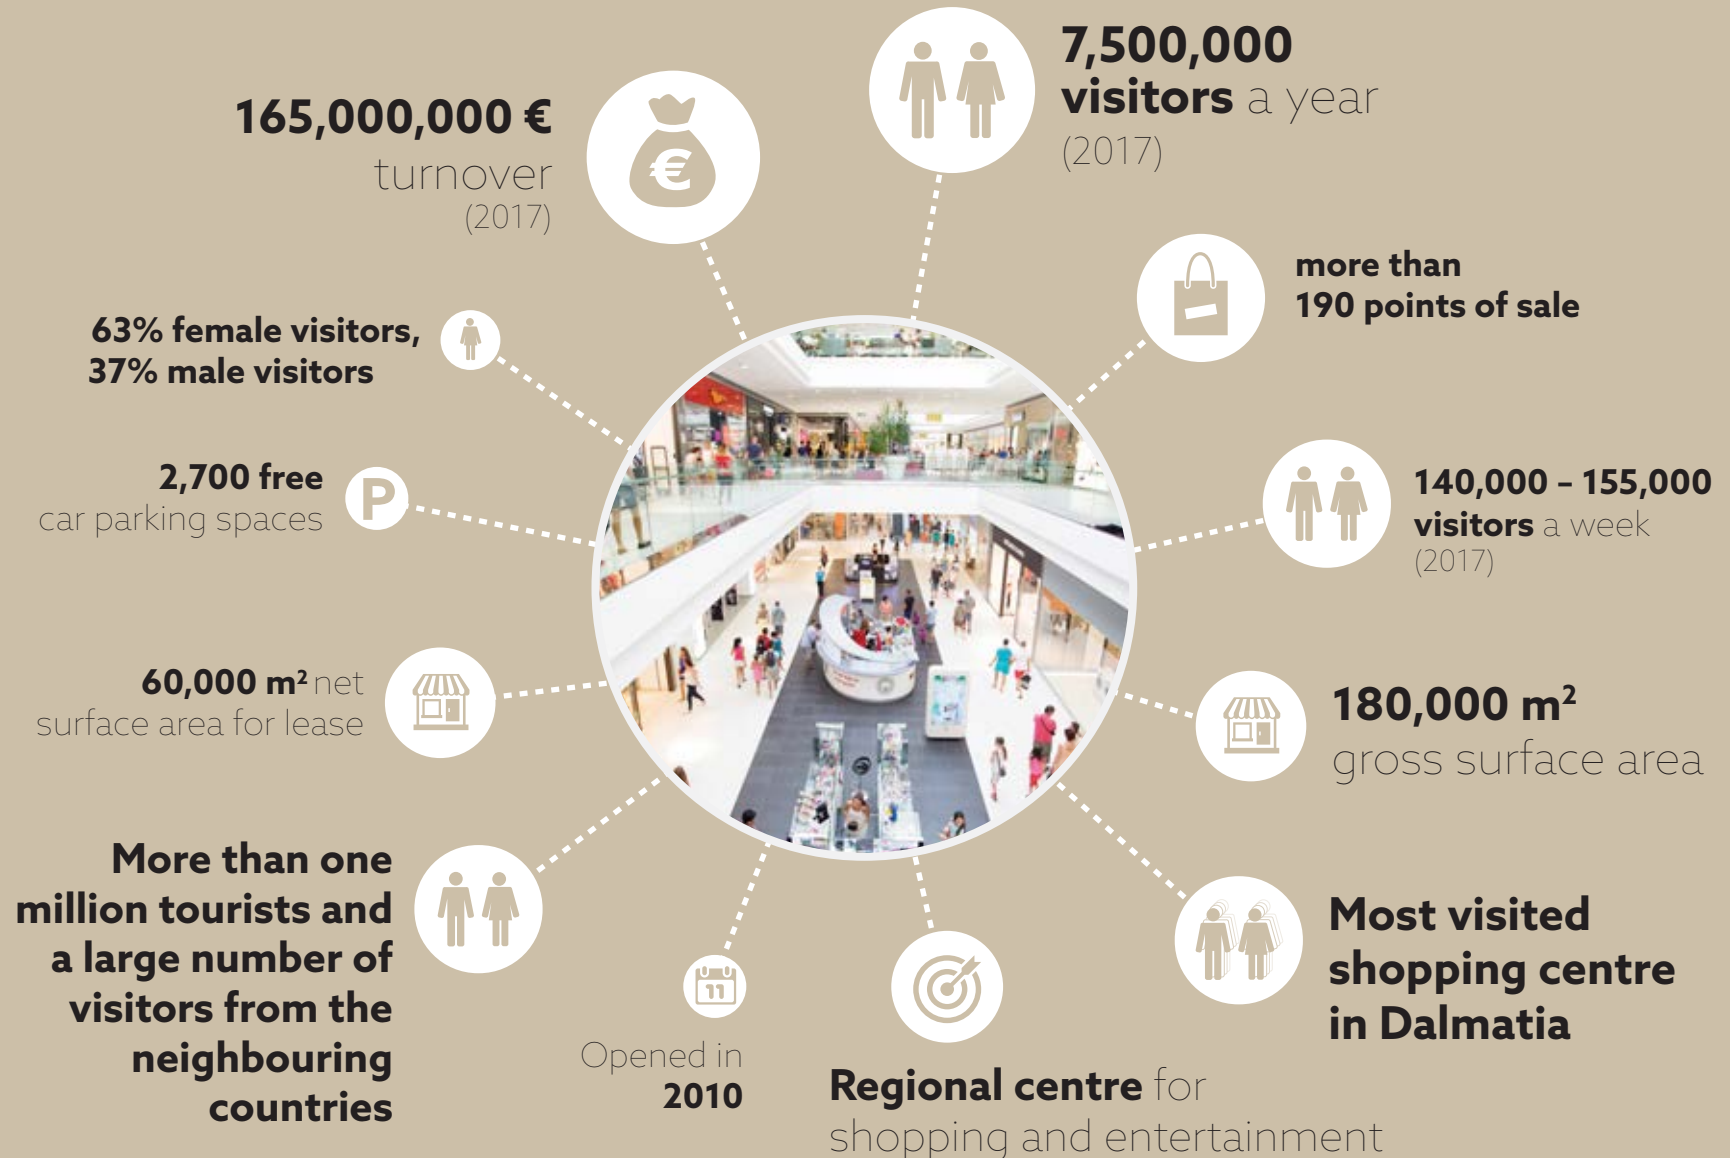 165,000,000 €
turnover
(2017)
7,500,000
visitors a year
(2017)
more than
190 points of sale
63% female visitors,
37% male visitors
2,700 free
car parking spaces
P
140,000 – 155,000
visitors a week
(2017)
60,000 m² net
surface area for lease
180,000 m²
gross surface area
More than one
million tourists and
a large number of
visitors from the
neighbouring
countries
11
Opened in
2010
Regional centre for
shopping and entertainment
Most visited
shopping centre
in Dalmatia